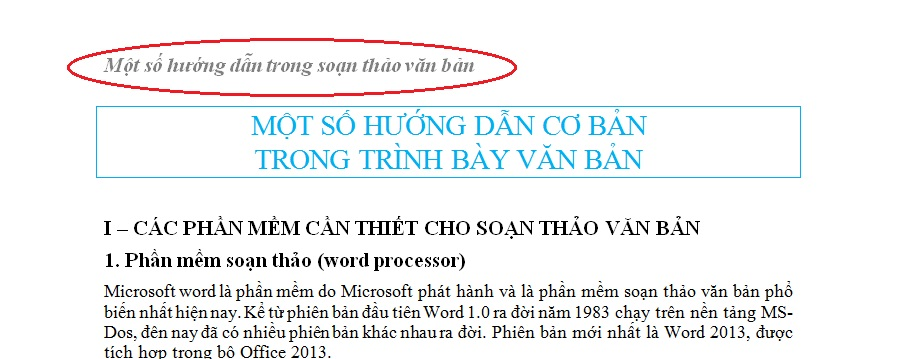 Một số hướng dẫn trong soạn thảo văn bản
MỘT SỐ HƯỚNG DẪN CƠ BẢN
TRONG TRÌNH BÀY VĂN BẢN
I – CÁC PHẦN MỀM CẦN THIẾT CHO SOẠN THẢO VĂN BẢN
1. Phần mềm soạn thảo (word processor)
Microsoft word là phần mềm do Microsoft phát hành và là phần mềm soạn thảo văn bản phổ
biến nhất hiện nay. Kể từ phiên bản đầu tiên Word 1.0 ra đời năm 1983 chạy trên nền tảng MS-
Dos, đên nay đã có nhiều phiên bản khác nhau ra đời. Phiên bản mới nhất là Word 2013, được
tích hợp trong bộ Office 2013.